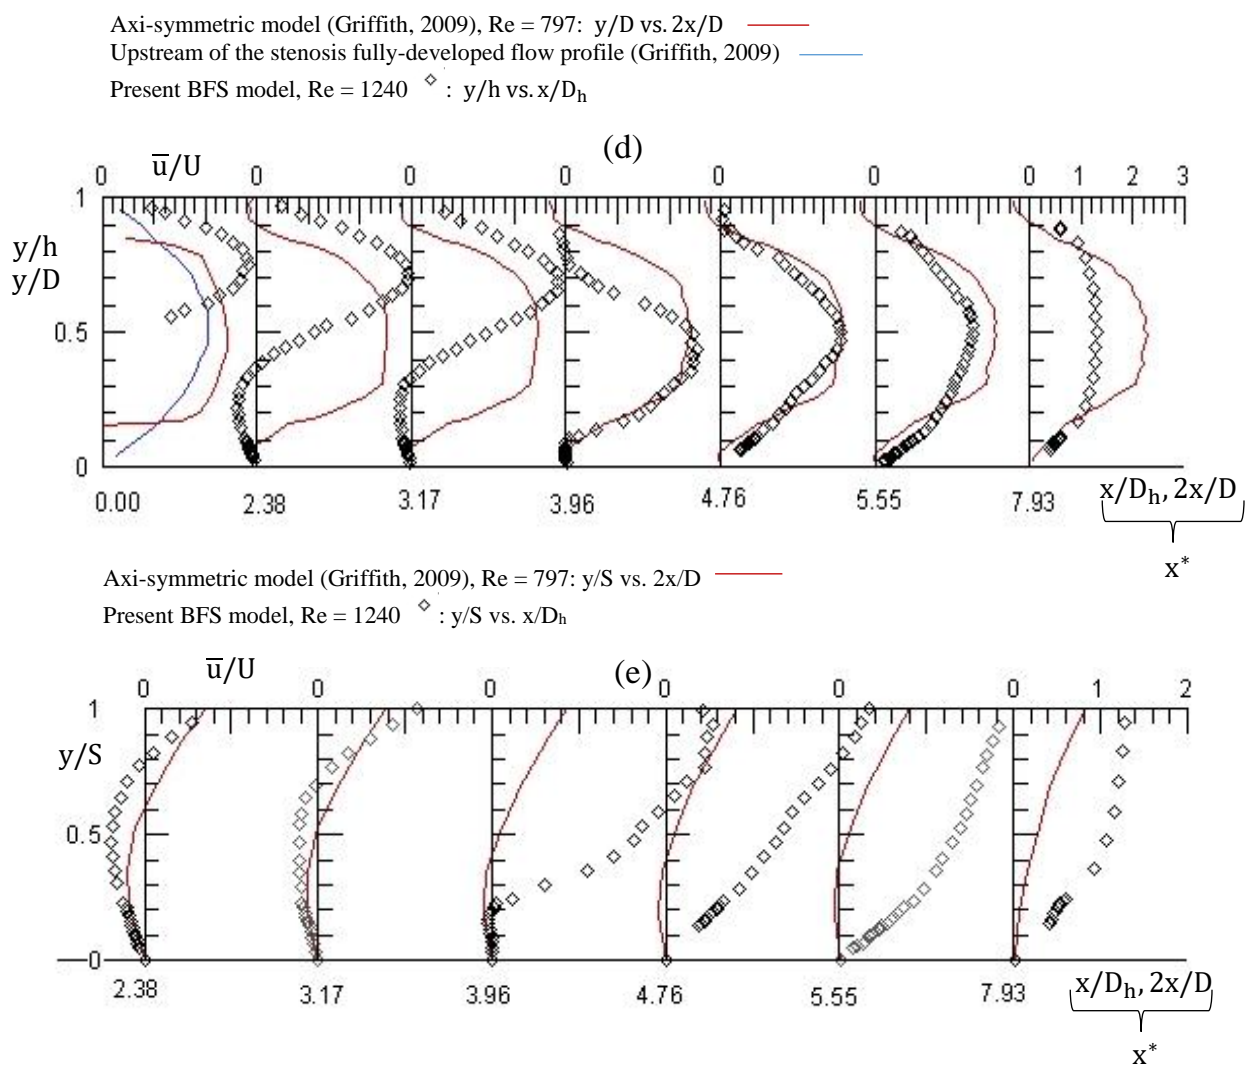 Axi-symmetric model (Griffith, 2009), Re = 797: y/D vs. 2x/D
Upstream of the stenosis fully-developed flow profile (Griffith, 2009)
Present BFS model, Re = 1240 ◇ : y/h vs. x/Dₕ
(d)
u̅/U
0 0 0 0 0 0 0 1 2 3
1
y/h
y/D
0.5
0
0.00 2.38 3.17 3.96 4.76 5.55 7.93 x/Dₕ, 2x/D
x*
Axi-symmetric model (Griffith, 2009), Re = 797: y/S vs. 2x/D
Present BFS model, Re = 1240 ◇ : y/S vs. x/Dₕ
u̅/U (e)
0 0 0 0 0 0 1 2
1
y/S
0.5
0
2.38 3.17 3.96 4.76 5.55 7.93 x/Dₕ, 2x/D
x*